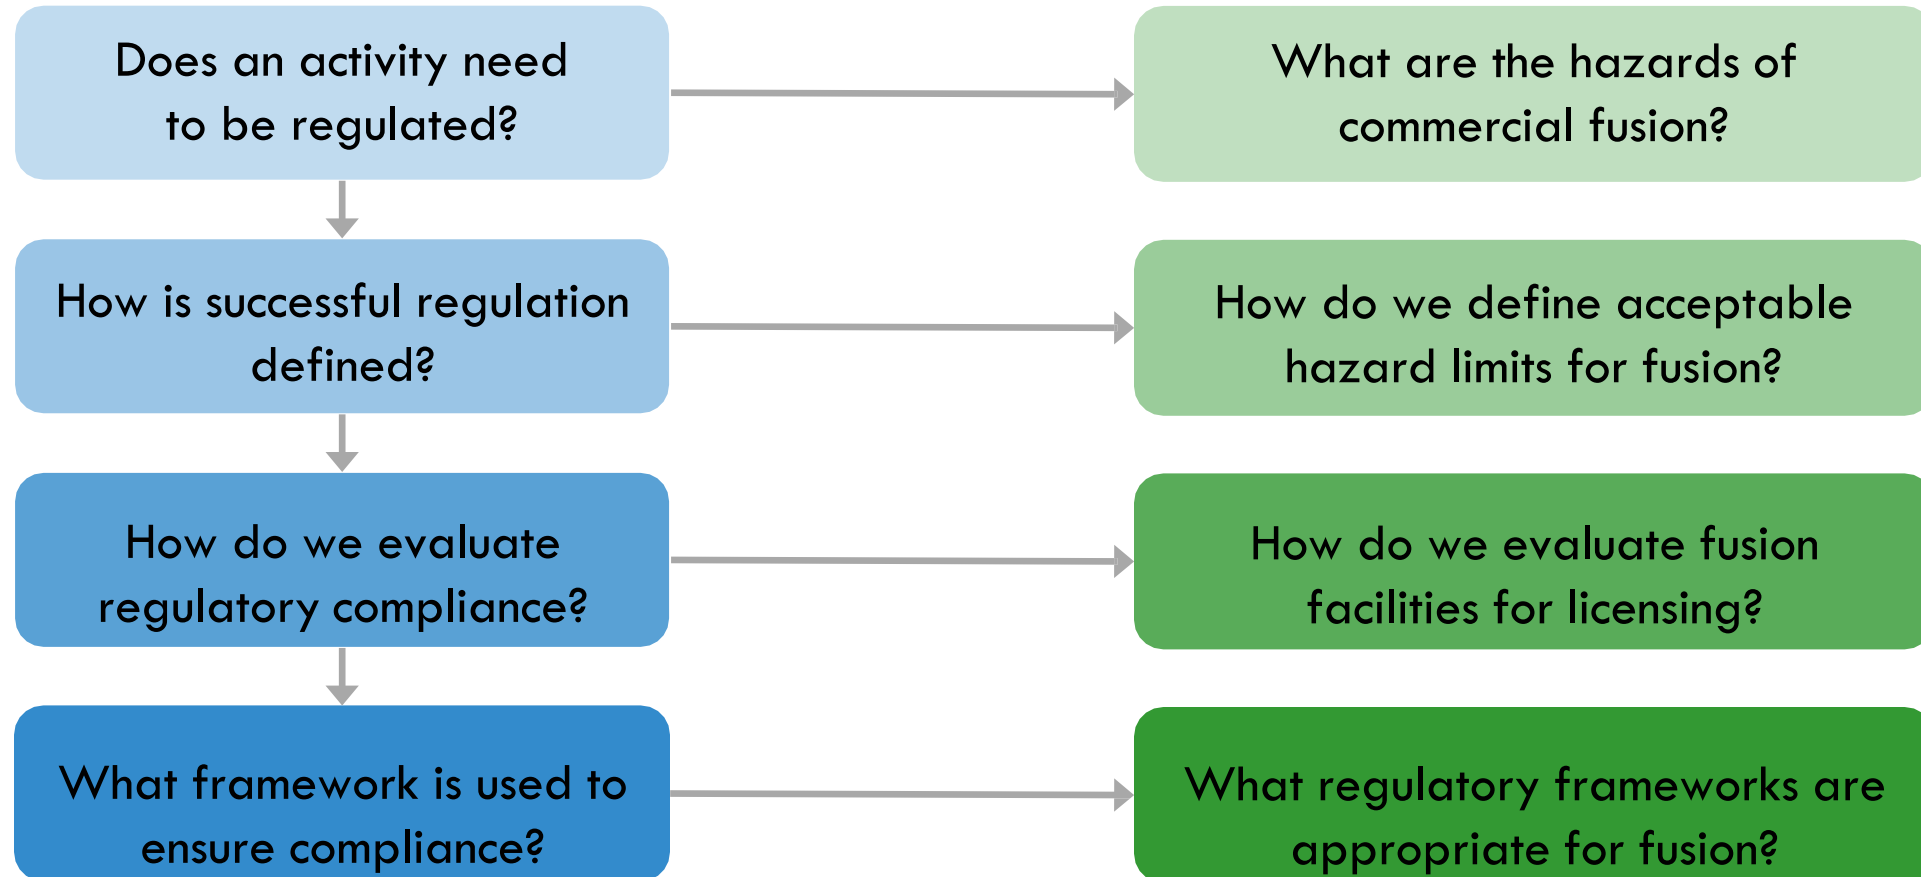 Does an activity need
to be regulated?
What are the hazards of
commercial fusion?
How is successful regulation
defined?
How do we define acceptable
hazard limits for fusion?
How do we evaluate
regulatory compliance?
How do we evaluate fusion
facilities for licensing?
What framework is used to
ensure compliance?
What regulatory frameworks are
appropriate for fusion?